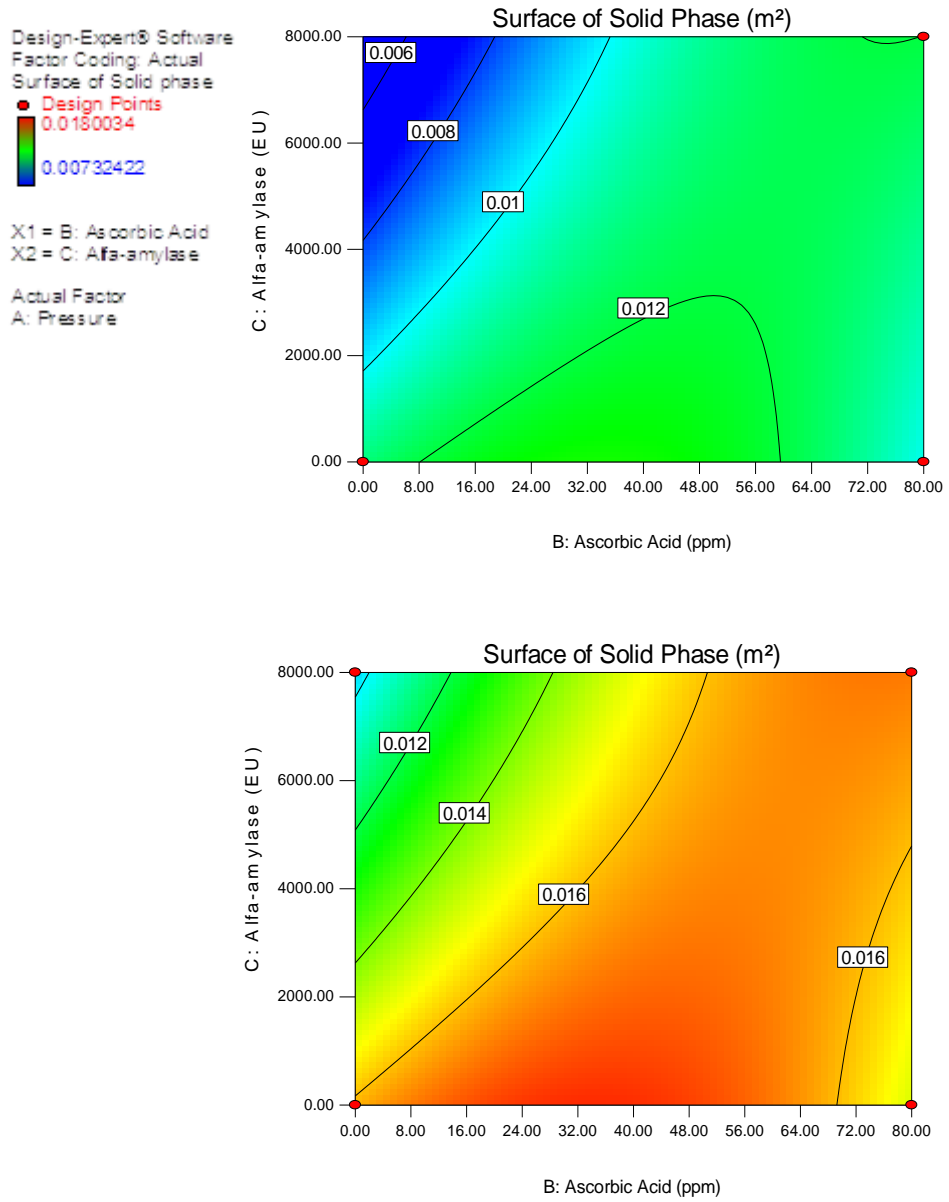 Design-Expert® Software
Factor Coding: Actual
Surface of Solid phase
Design Points
0.0180034
0.00732422
X1 = B: Ascorbic Acid
X2 = C: Alfa-amylase
Actual Factor
A: Pressure
Surface of Solid Phase (m²)
8000.00
6000.00
4000.00
2000.00
0.00
C: Alfa-amylase (EU)
0.006
0.008
0.01
0.012
0.00 8.00 16.00 24.00 32.00 40.00 48.00 56.00 64.00 72.00 80.00
B: Ascorbic Acid (ppm)
Surface of Solid Phase (m²)
8000.00
6000.00
4000.00
2000.00
0.00
C: Alfa-amylase (EU)
0.012
0.014
0.016
0.016
0.00 8.00 16.00 24.00 32.00 40.00 48.00 56.00 64.00 72.00 80.00
B: Ascorbic Acid (ppm)